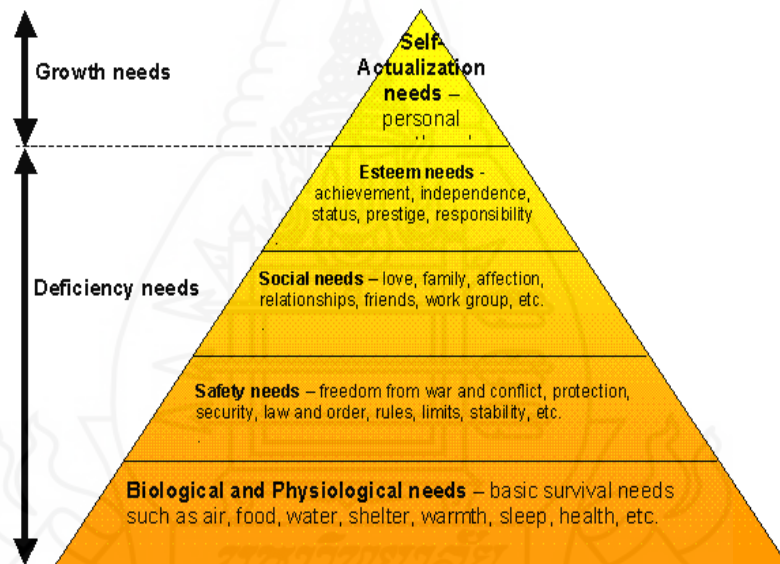 Growth needs
Self-
Actualization
needs –
personal
Esteem needs -
achievement, independence,
status, prestige, responsibility
Deficiency needs
Social needs – love, family, affection,
relationships, friends, work group, etc.
Safety needs – freedom from war and conflict, protection,
security, law and order, rules, limits, stability, etc.
Biological and Physiological needs – basic survival needs
such as air, food, water, shelter, warmth, sleep, health, etc.